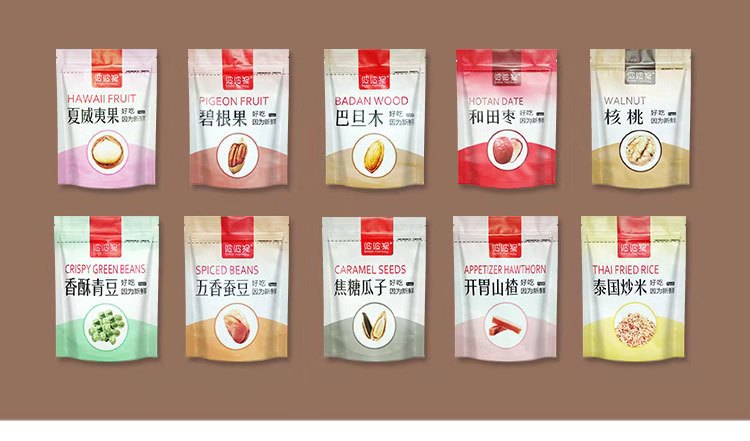 HAWAII FRUIT
夏威夷果
好吃
因为新鲜
PIGEON FRUIT
碧根果
好吃
因为新鲜
BADAN WOOD
巴旦木
好吃
因为新鲜
HOTAN DATE
和田枣
好吃
因为新鲜
WALNUT
核桃
好吃
因为新鲜
CRISPY GREEN BEANS
香酥青豆
好吃
因为新鲜
SPICED BEANS
五香蚕豆
好吃
因为新鲜
CARAMEL SEEDS
焦糖瓜子
好吃
因为新鲜
APPETIZER HAWTHORN
开胃山楂
好吃
因为新鲜
THAI FRIED RICE
泰国炒米
好吃
因为新鲜